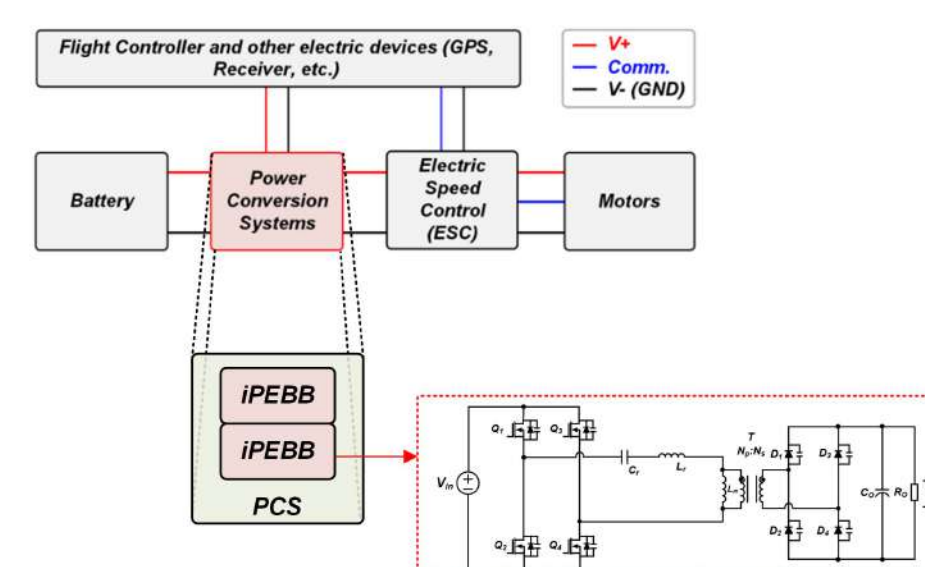 Flight Controller and other electric devices (GPS,
Receiver, etc.)
V+
Comm.
V- (GND)
Battery
Power
Conversion
Systems
Electric
Speed
Control
(ESC)
Motors
iPEBB
iPEBB
PCS
Q1
Q3
Vin
Cr
Lr
Lm
T
Np:Ns
D1
D3
CO
RO
Q2
Q4
D2
D4